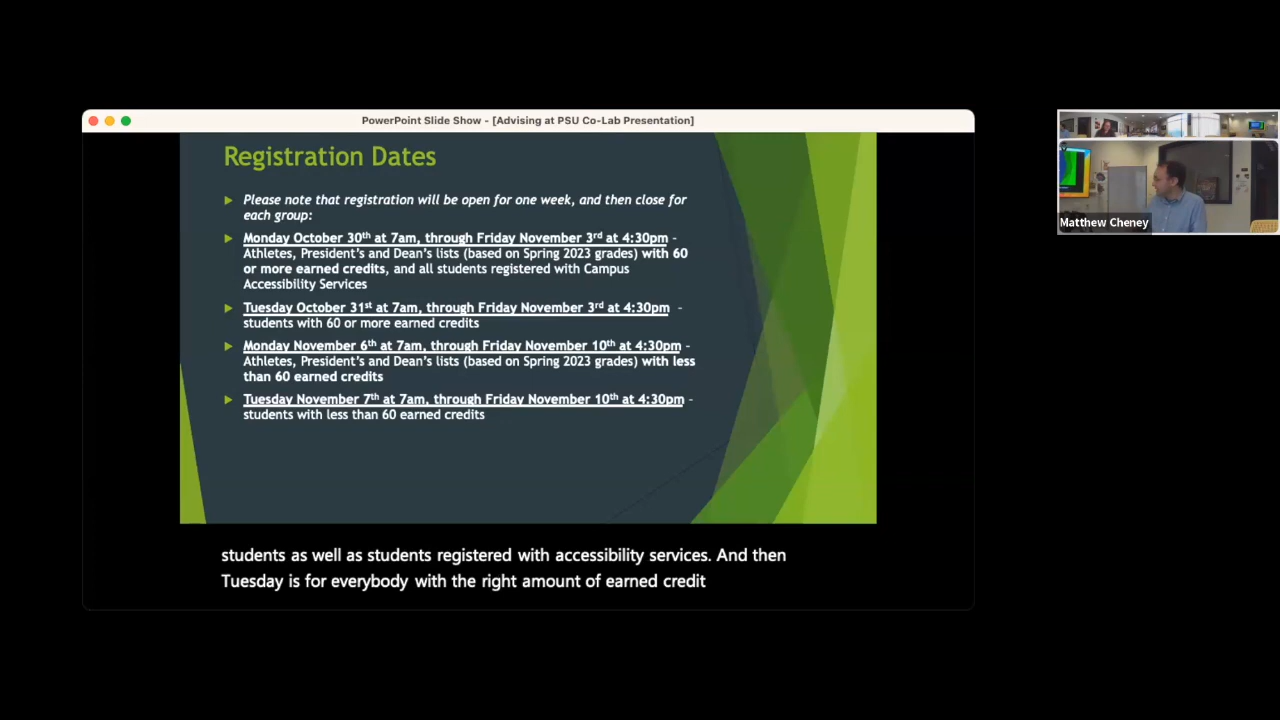 PowerPoint Slide Show - [Advising at PSU Co-Lab Presentation]
Registration Dates
Please note that registration will be open for one week, and then close for
each group:
Monday October 30th at 7am, through Friday November 3rd at 4:30pm -
Athletes, President's and Dean's lists (based on Spring 2023 grades) with 60
or more earned credits, and all students registered with Campus
Accessibility Services
Tuesday October 31st at 7am, through Friday November 3rd at 4:30pm -
students with 60 or more earned credits
Monday November 6th at 7am, through Friday November 10th at 4:30pm -
Athletes, President's and Dean's lists (based on Spring 2023 grades) with less
than 60 earned credits
Tuesday November 7th at 7am, through Friday November 10th at 4:30pm -
students with less than 60 earned credits
students as well as students registered with accessibility services. And then
Tuesday is for everybody with the right amount of earned credit
Matthew Cheney